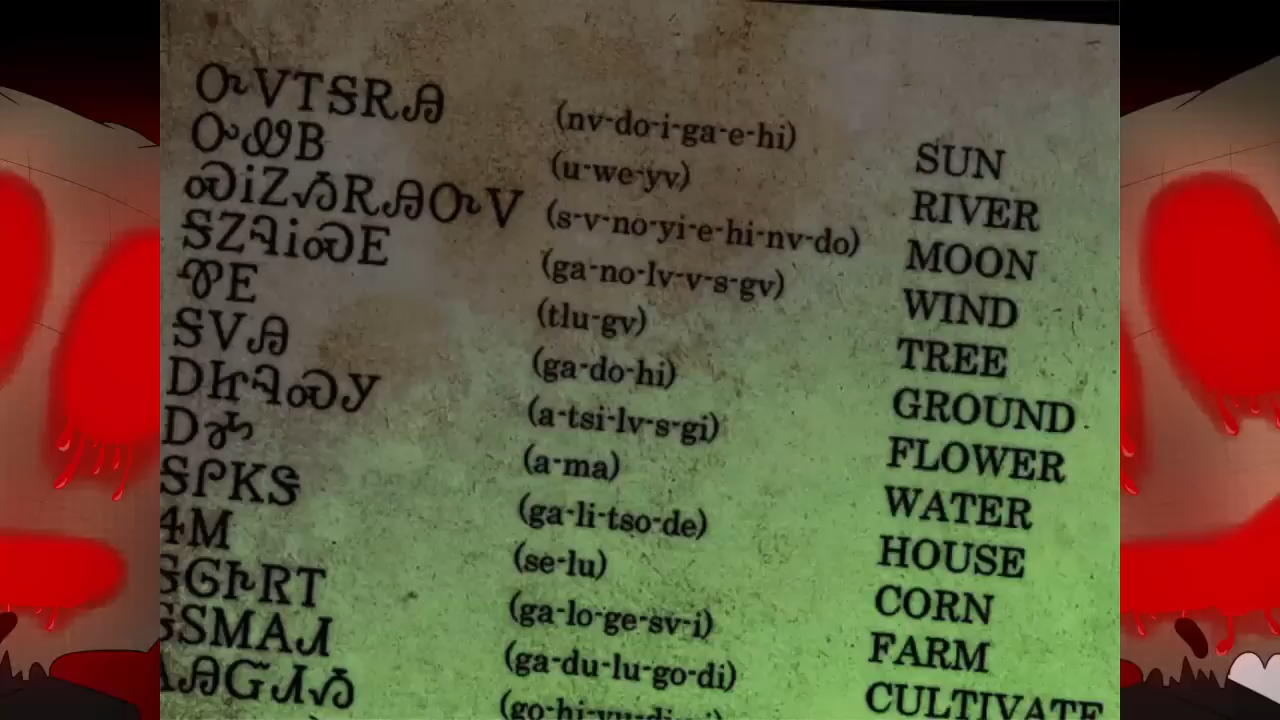 ᏅᏙᎢᎦᎡᎯ (nv-do-i-ga-e-hi) SUN
ᎤᏪᏴ (u-we-yv) RIVER
ᏍᎥᏃᏱᎡᎯᏅᏙ (s-v-no-yi-e-hi-nv-do) MOON
ᎦᏃᎸᎥᏍᎬ (ga-no-lv-v-s-gv) WIND
ᏡᎬ (tlu-gv) TREE
ᎦᏙᎯ (ga-do-hi) GROUND
ᎠᏥᎸᏍᎩ (a-tsi-lv-s-gi) FLOWER
ᎠᎹ (a-ma) WATER
ᎦᎵᏦᏕ (ga-li-tso-de) HOUSE
ᏎᎷ (se-lu) CORN
ᎦᎶᎨᏒᎢ (ga-lo-ge-sv-i) FARM
ᎦᏚᎷᎪᏗ (ga-du-lu-go-di) CULTIVATE